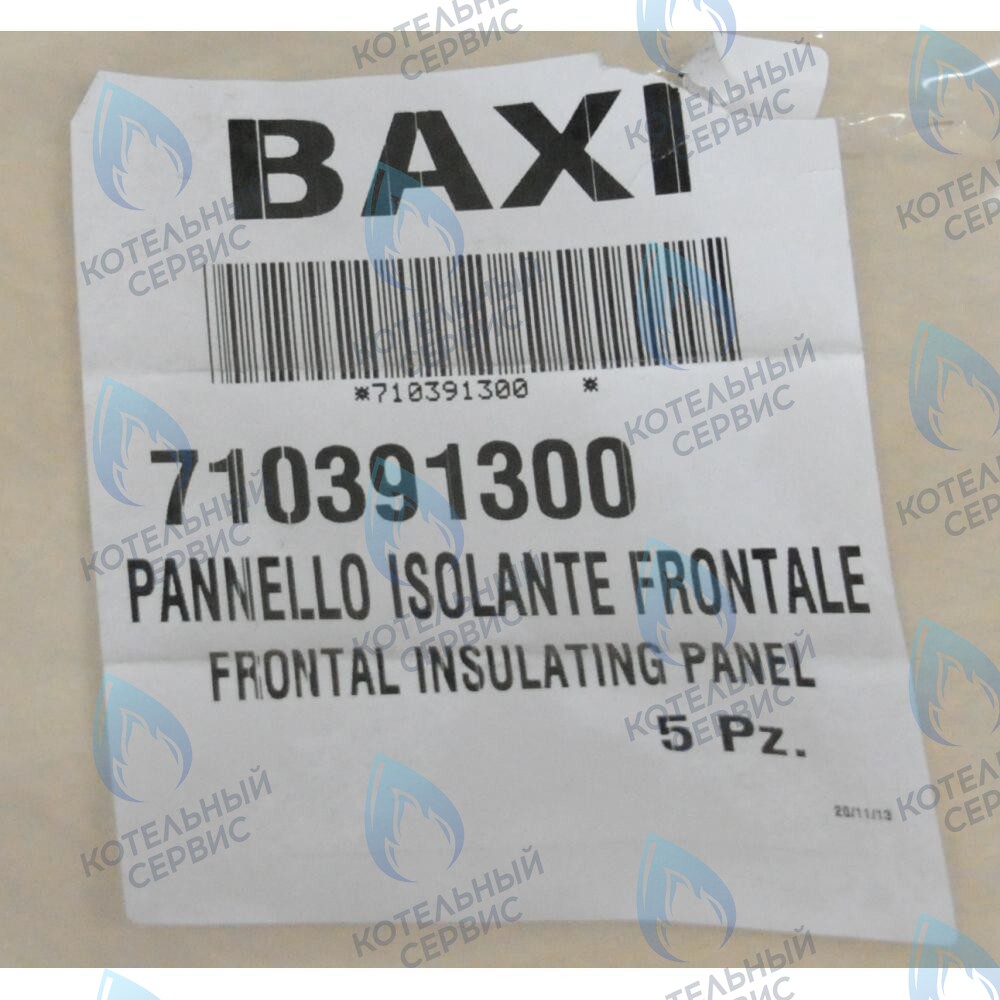 BAXI
*710391300 *
710391300
PANNELLO ISOLANTE FRONTALE
FRONTAL INSULATING PANEL
5 Pz.
20/11/13
КОТЕЛЬНЫЙ
СЕРВИС